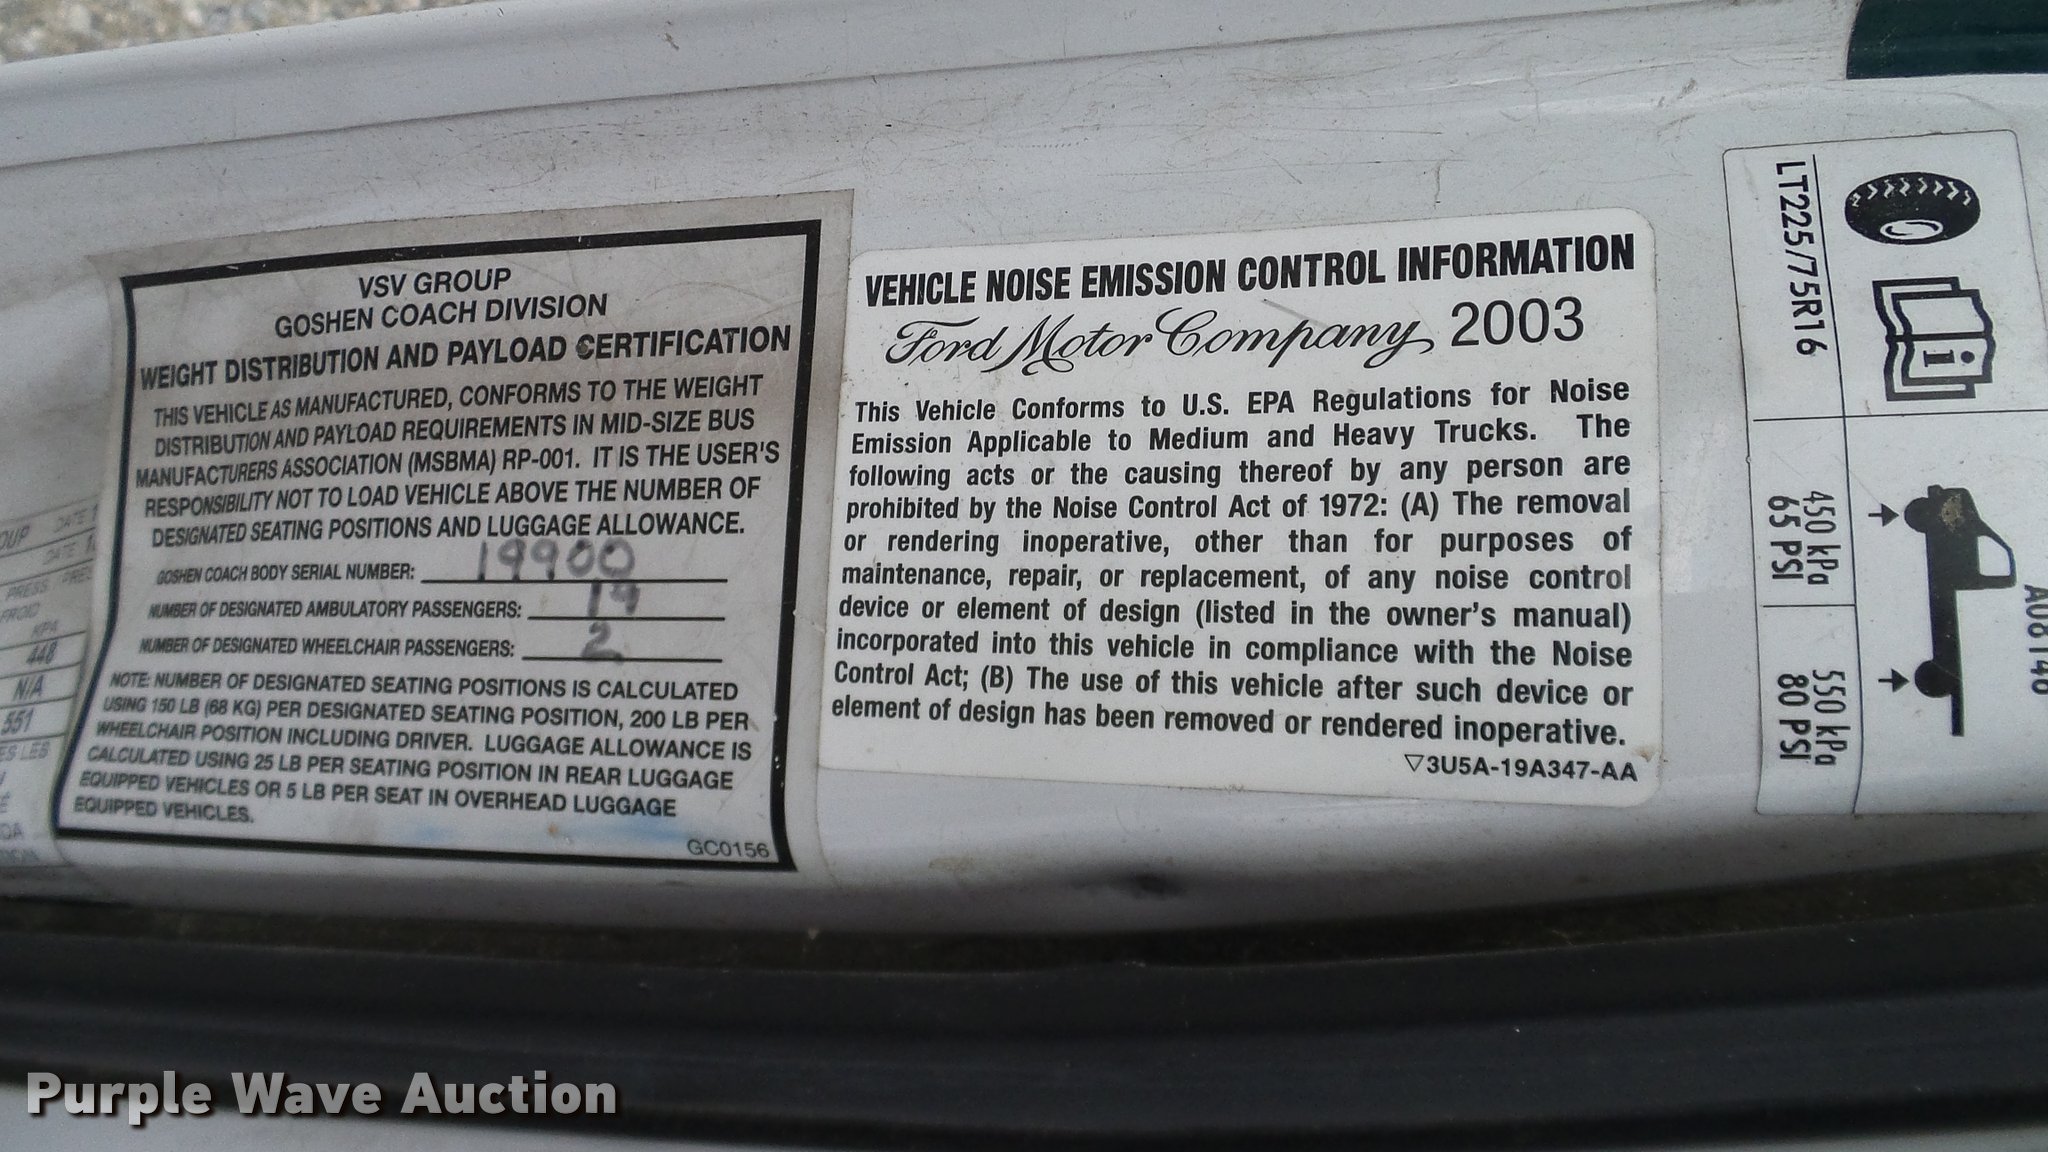 VSV GROUP
GOSHEN COACH DIVISION
WEIGHT DISTRIBUTION AND PAYLOAD CERTIFICATION
THIS VEHICLE AS MANUFACTURED, CONFORMS TO THE WEIGHT
DISTRIBUTION AND PAYLOAD REQUIREMENTS IN MID-SIZE BUS
MANUFACTURERS ASSOCIATION (MSBMA) RP-001. IT IS THE USER'S
RESPONSIBILITY NOT TO LOAD VEHICLE ABOVE THE NUMBER OF
DESIGNATED SEATING POSITIONS AND LUGGAGE ALLOWANCE.
GOSHEN COACH BODY SERIAL NUMBER: 19900
NUMBER OF DESIGNATED AMBULATORY PASSENGERS: 19
NUMBER OF DESIGNATED WHEELCHAIR PASSENGERS: 2
NOTE: NUMBER OF DESIGNATED SEATING POSITIONS IS CALCULATED
USING 150 LB (68 KG) PER DESIGNATED SEATING POSITION, 200 LB PER
WHEELCHAIR POSITION INCLUDING DRIVER. LUGGAGE ALLOWANCE IS
CALCULATED USING 25 LB PER SEATING POSITION IN REAR LUGGAGE
EQUIPPED VEHICLES OR 5 LB PER SEAT IN OVERHEAD LUGGAGE
EQUIPPED VEHICLES.
GC0156
VEHICLE NOISE EMISSION CONTROL INFORMATION
Ford Motor Company 2003
This Vehicle Conforms to U.S. EPA Regulations for Noise
Emission Applicable to Medium and Heavy Trucks. The
following acts or the causing thereof by any person are
prohibited by the Noise Control Act of 1972: (A) The removal
or rendering inoperative, other than for purposes of
maintenance, repair, or replacement, of any noise control
device or element of design (listed in the owner's manual)
incorporated into this vehicle in compliance with the Noise
Control Act; (B) The use of this vehicle after such device or
element of design has been removed or rendered inoperative.
▽3U5A-19A347-AA
LT225/75R16
450 kPa
65 PSI
550 kPa
80 PSI
A08146
DATE
DATE
PRESS
KPA
448
N/A
551
Purple Wave Auction